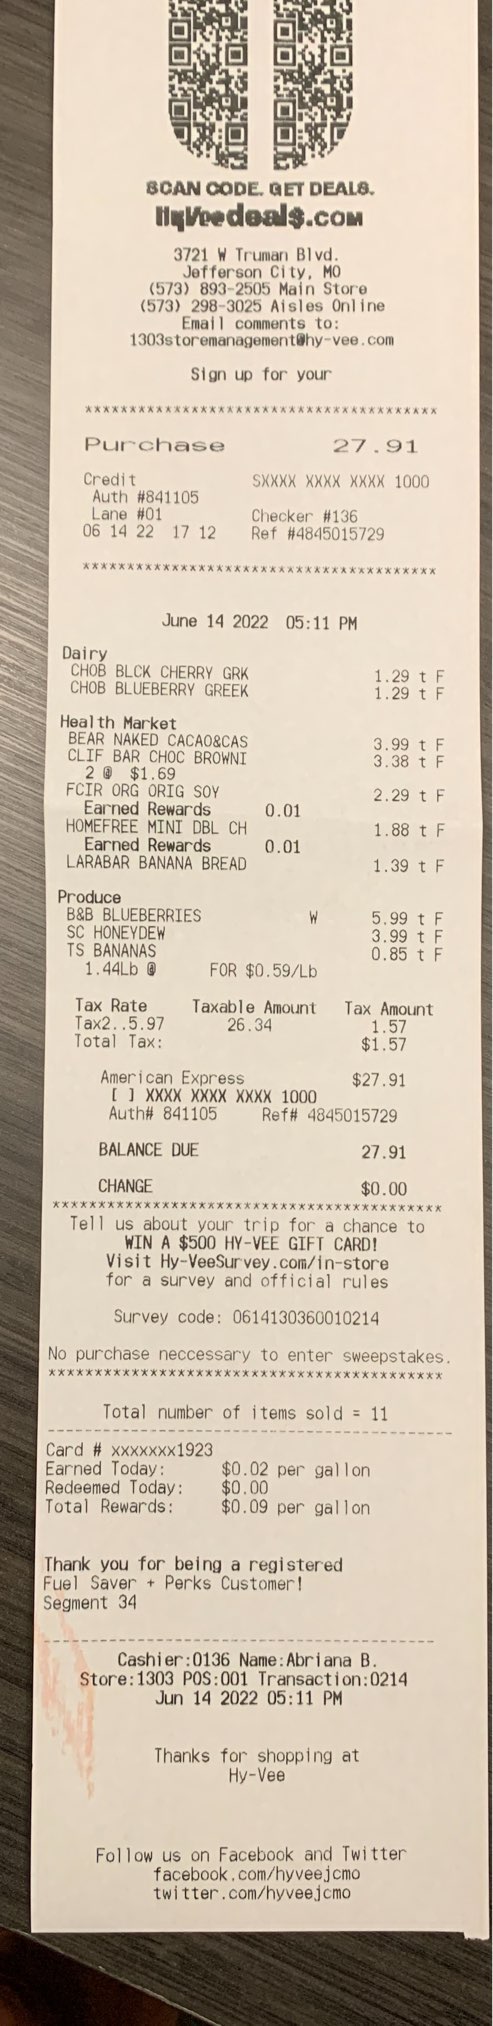 SCAN CODE. GET DEALS.
HyVeedeal$.com
3721 W Truman Blvd.
Jefferson City, MO
(573) 893-2505 Main Store
(573) 298-3025 Aisles Online
Email comments to:
1303storemanagement@hy-vee.com
Sign up for your
****************************************
Purchase 27.91
Credit SXXXX XXXX XXXX 1000
Auth #841105
Lane #01 Checker #136
06 14 22 17 12 Ref #4845015729
****************************************
June 14 2022 05:11 PM
Dairy
CHOB BLCK CHERRY GRK 1.29 t F
CHOB BLUEBERRY GREEK 1.29 t F
Health Market
BEAR NAKED CACAO&CAS 3.99 t F
CLIF BAR CHOC BROWNI 3.38 t F
2 @ $1.69
FCIR ORG ORIG SOY 2.29 t F
Earned Rewards 0.01
HOMEFREE MINI DBL CH 1.88 t F
Earned Rewards 0.01
LARABAR BANANA BREAD 1.39 t F
Produce
B&B BLUEBERRIES W 5.99 t F
SC HONEYDEW 3.99 t F
TS BANANAS 0.85 t F
1.44Lb @ FOR $0.59/Lb
Tax Rate Taxable Amount Tax Amount
Tax2..5.97 26.34 1.57
Total Tax: $1.57
American Express $27.91
[ ] XXXX XXXX XXXX 1000
Auth# 841105 Ref# 4845015729
BALANCE DUE 27.91
CHANGE $0.00
********************************************
Tell us about your trip for a chance to
WIN A $500 HY-VEE GIFT CARD!
Visit Hy-VeeSurvey.com/in-store
for a survey and official rules
Survey code: 0614130360010214
No purchase neccessary to enter sweepstakes.
********************************************
Total number of items sold = 11
--------------------------------------------
Card # xxxxxxx1923
Earned Today: $0.02 per gallon
Redeemed Today: $0.00
Total Rewards: $0.09 per gallon
Thank you for being a registered
Fuel Saver + Perks Customer!
Segment 34
------------------------------------------
Cashier:0136 Name:Abriana B.
Store:1303 POS:001 Transaction:0214
Jun 14 2022 05:11 PM
Thanks for shopping at
Hy-Vee
Follow us on Facebook and Twitter
facebook.com/hyveejcmo
twitter.com/hyveejcmo